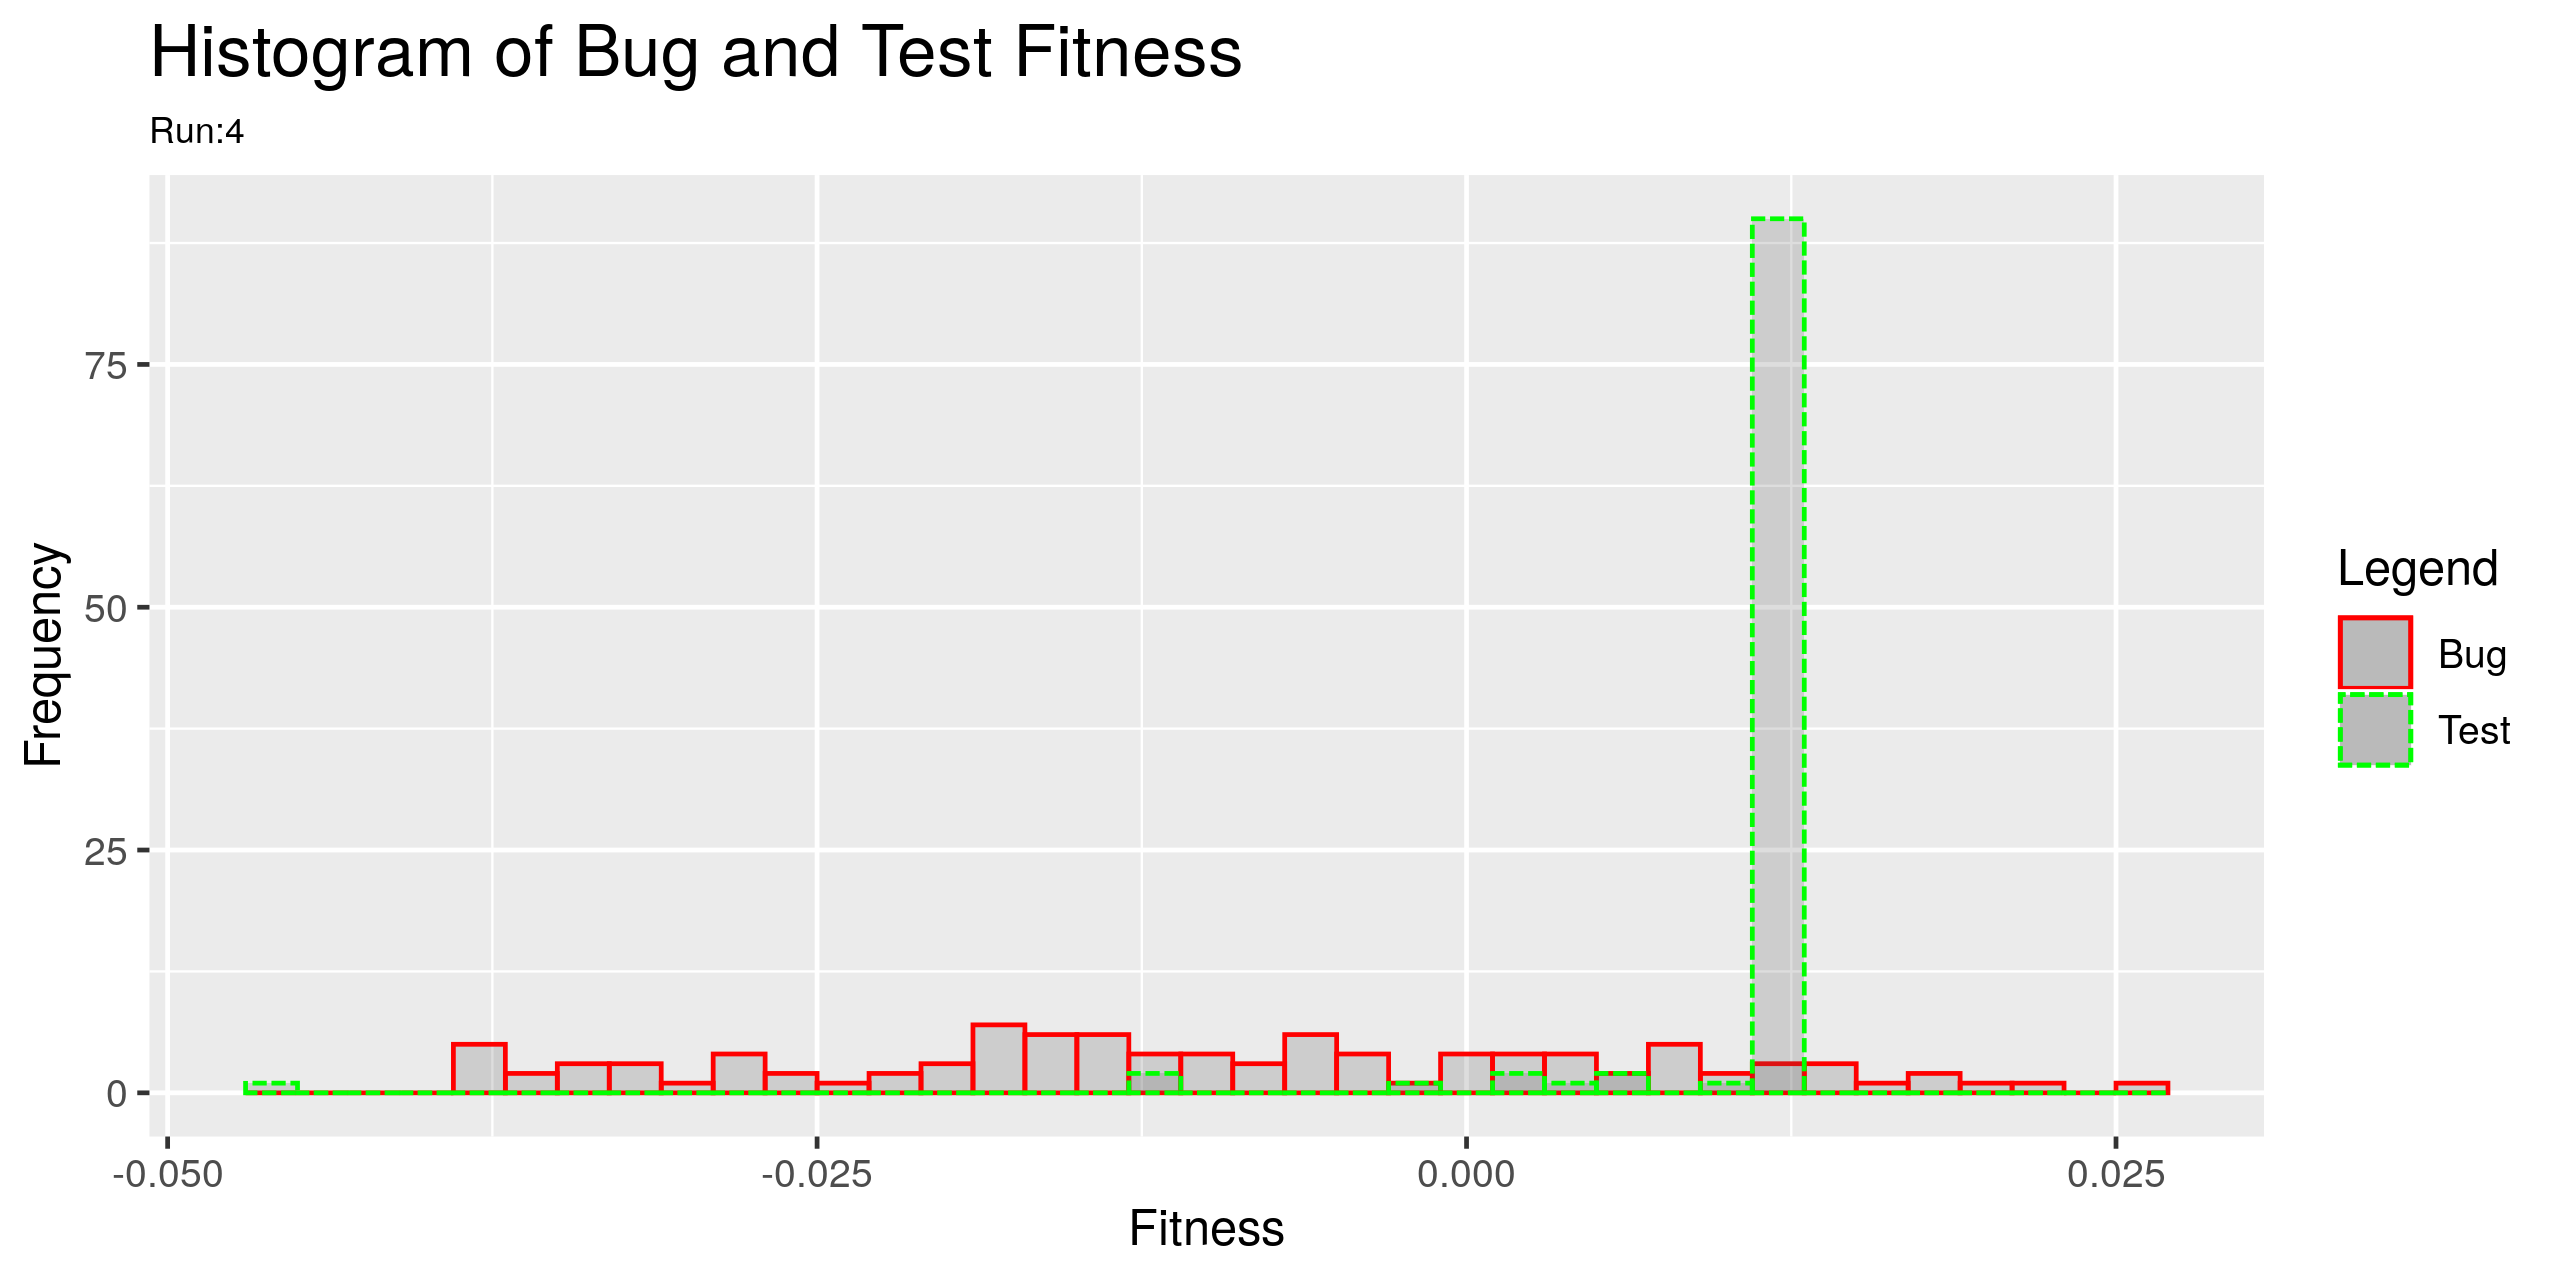 Histogram of Bug and Test Fitness
Run:4
Frequency
75
50
25
0
-0.050
-0.025
0.000
0.025
Fitness
Legend
Bug
Test